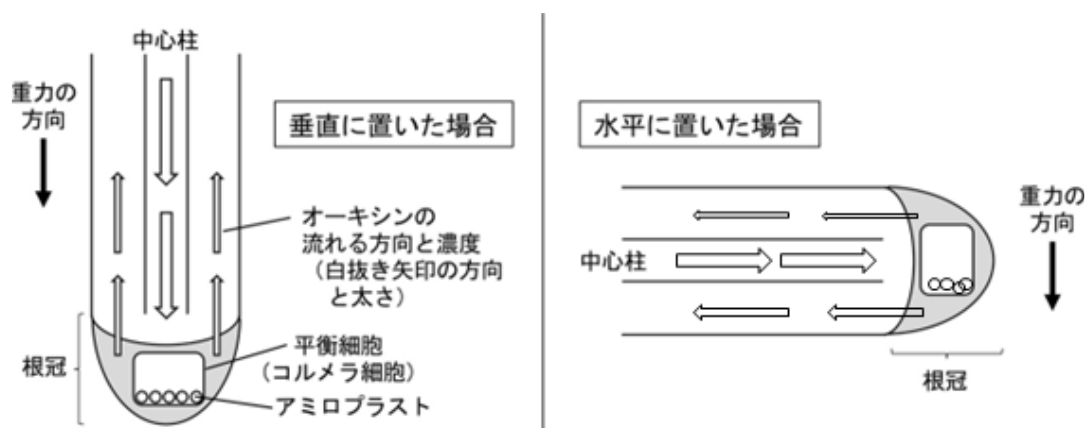 中心柱
重力の
方向
垂直に置いた場合
オーキシンの
流れる方向と濃度
（白抜き矢印の方向
と太さ）
根冠
平衡細胞
（コルメラ細胞）
アミロプラスト
水平に置いた場合
重力の
方向
中心柱
根冠